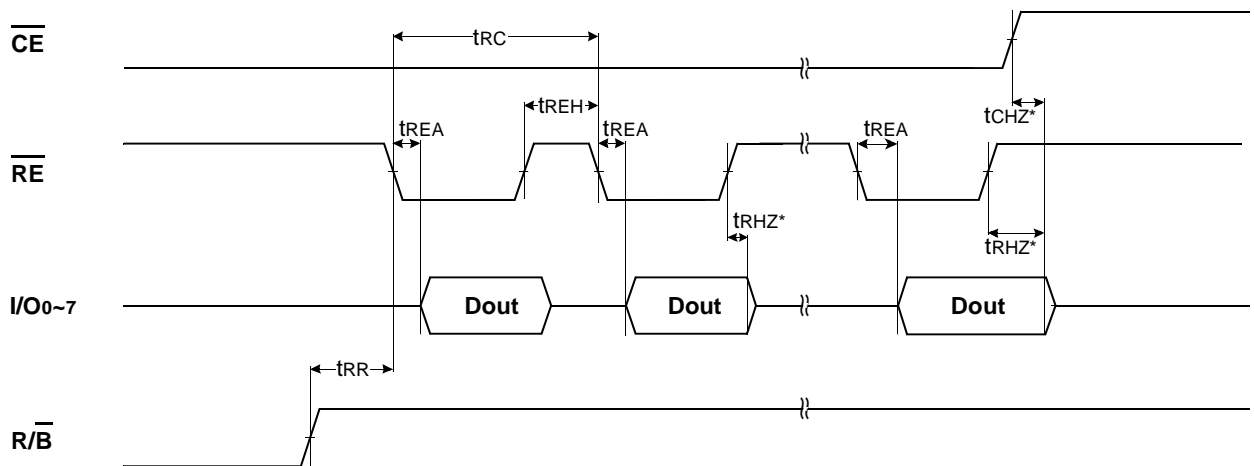 CE
tRC
tREH
tCHZ*
tREA
tREA
tREA
RE
tRHZ*
tRHZ*
I/O0~7
Dout
Dout
Dout
tRR
R/B